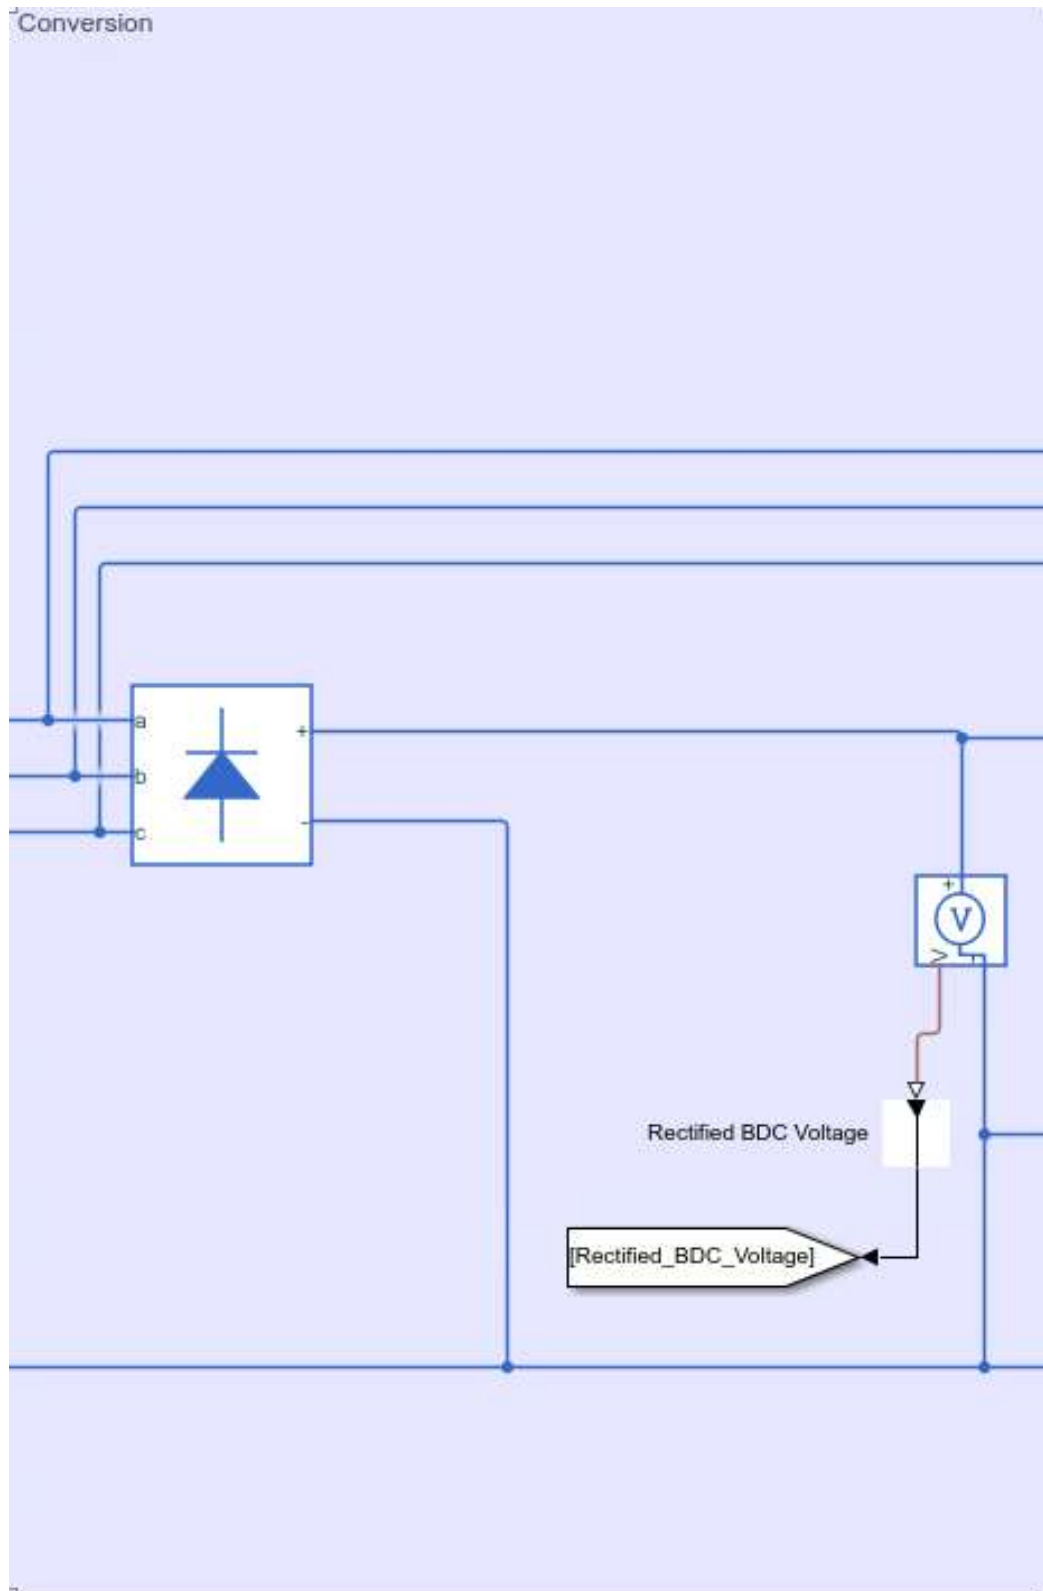 Conversion
a
+
b
-
c
+
V
V
-
Rectified BDC Voltage
[Rectified_BDC_Voltage]